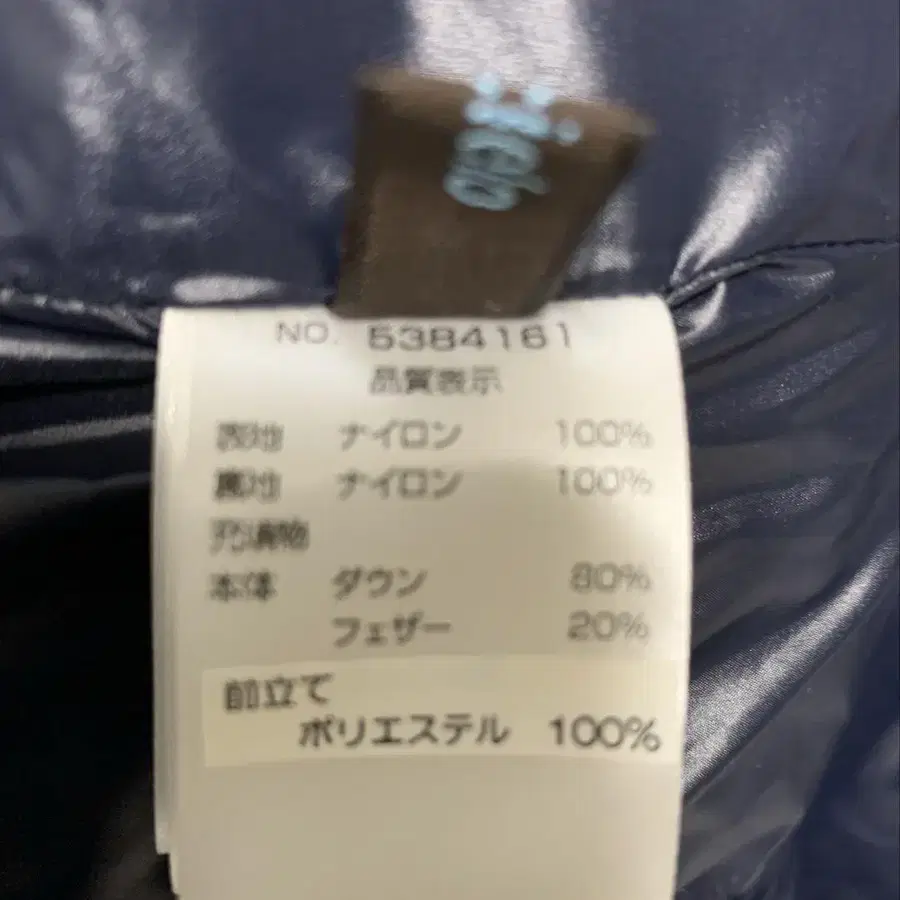 NO. 5384161
品質表示
表地 ナイロン 100%
裏地 ナイロン 100%
充填物
本体 ダウン 80%
フェザー 20%
前立て
ポリエステル 100%